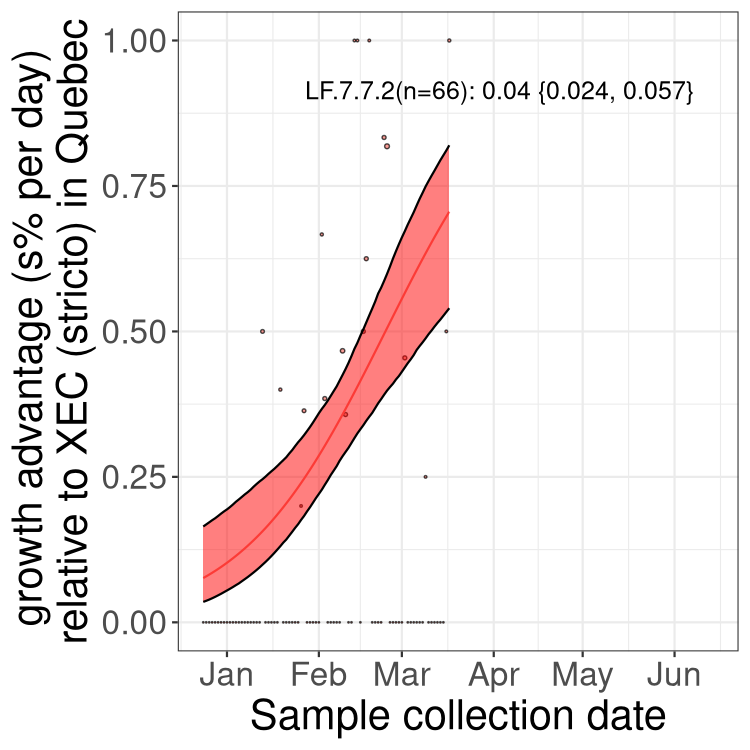 growth advantage (s% per day)
relative to XEC (stricto) in Quebec
1.00
0.75
0.50
0.25
0.00
LF.7.7.2(n=66): 0.04 {0.024, 0.057}
Jan Feb Mar Apr May Jun
Sample collection date